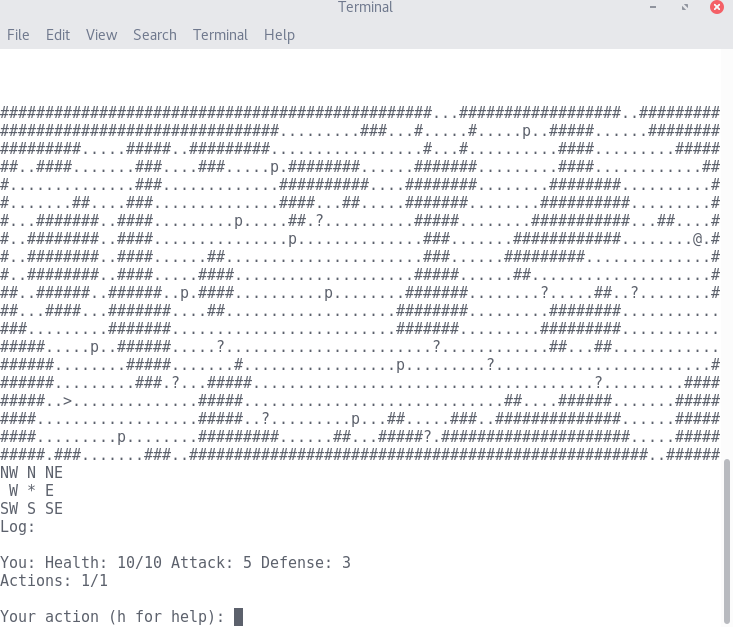 Terminal
File Edit View Search Terminal Help
################################################...##################..#########
###############################.........###...#.....#.....p..#####......########
#########.....#####..#########.................#...#..........####.........#####
##..####.......###....###.....p.########......#######.........####............##
#..............###.............##########....########........########..........#
#.......##....###..............####...##.....#######........##########.........#
#...#######..####.........p.....##.?..........#####........###########...##....#
#..########..####...............p..............###.......############........@.#
#..########..####......##......................###......#########..............#
#..########..####.....####....................#####......##....................#
##..######..######..p.####..........p........#######........?.....##..?........#
##...####...#######....##...................########.........########...........
###.........#######.........................#######.........#########...........
#####.....p..######.....?.......................?............##...##............
######........#####.......#.................p.........?........................#
######.........###.?...#####......................................?.........####
#####..>..............#####.............................##....######.......#####
####..................#####..?.........p...##.....###..##############......#####
####.........p........#########......##...#####?.#####################.....#####
#####.###.......###..###################################################..######
NW N NE
 W * E
SW S SE
Log:
You: Health: 10/10 Attack: 5 Defense: 3
Actions: 1/1
Your action (h for help):